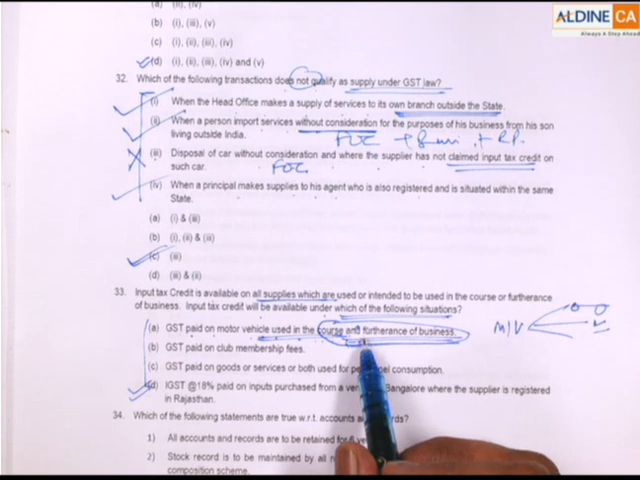 ALDINE CA
Always A Step Ahead
(a) (ii), (iv)
(b) (i), (iii), (v)
(c) (i), (ii), (iii), (iv)
(d) (i), (ii), (iii), (iv) and (v)
32. Which of the following transactions does not qualify as supply under GST law?
(i) When the Head Office makes a supply of services to its own branch outside the State.
(ii) When a person import services without consideration for the purposes of his business from his son
living outside India.
FOC + R.P.
(iii) Disposal of car without consideration and where the supplier has not claimed input tax credit on
such car. FOC
(iv) When a principal makes supplies to his agent who is also registered and is situated within the same
State.
(a) (i) & (iii)
(b) (i), (ii) & (iii)
(c) (iii)
(d) (iii) & (ii)
33. Input tax Credit is available on all supplies which are used or intended to be used in the course or furtherance
of business. Input tax credit will be available under which of the following situations?
(a) GST paid on motor vehicle used in the course and furtherance of business.
M/V
(b) GST paid on club membership fees.
(c) GST paid on goods or services or both used for consumption.
(d) IGST @18% paid on inputs purchased from a Bangalore where the supplier is registered
in Rajasthan.
34. Which of the following statements are true w.r.t. accounts
1) All accounts and records are to be retained for
2) Stock record is to be maintained by all
composition scheme.